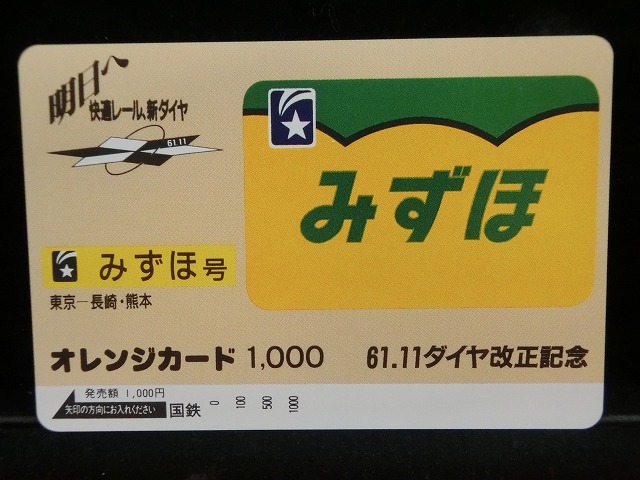 明日へ
快適レール、新ダイヤ
61.11
みずほ
みずほ号
東京―長崎・熊本
オレンジカード 1,000
61.11ダイヤ改正記念
発売額 1,000円
矢印の方向にお入れください
国鉄
0 100 500 1000